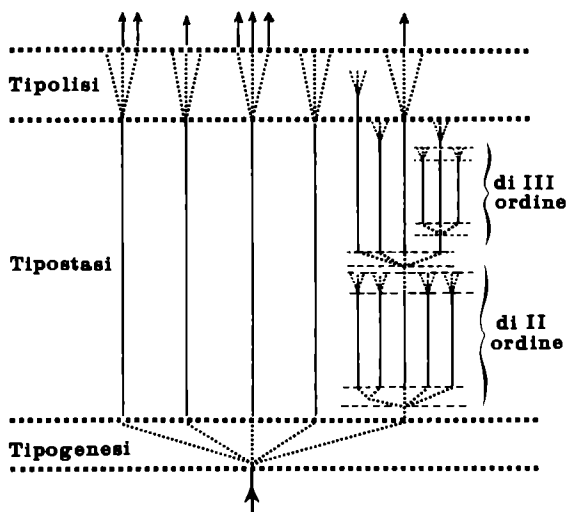 Tipolisi
di III
ordine
Tipostasi
di II
ordine
Tipogenesi